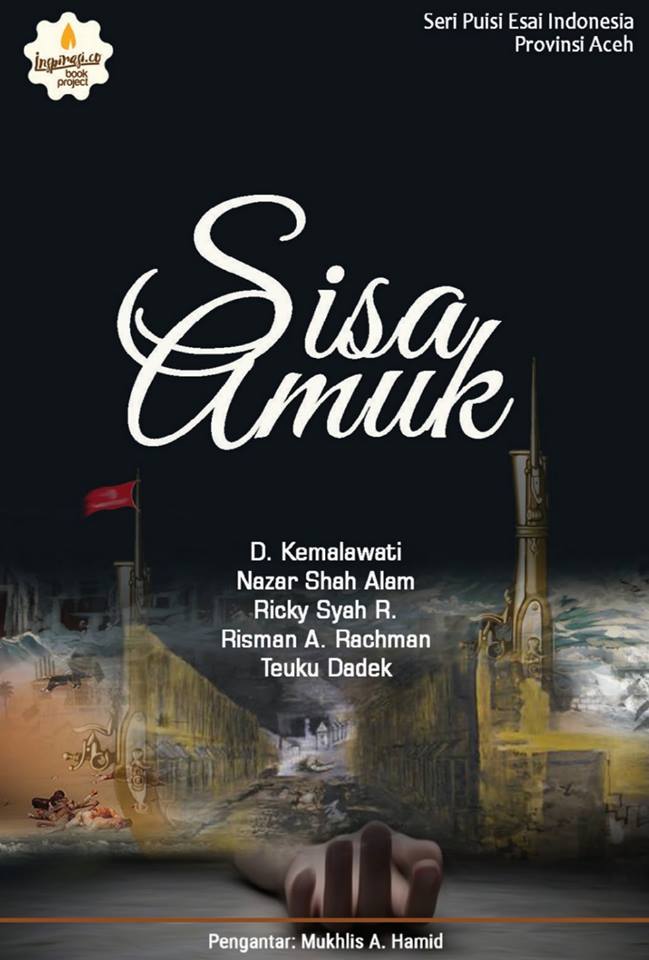 inspirasi.co
book
project
Seri Puisi Esai Indonesia
Provinsi Aceh
Sisa
Amuk
D. Kemalawati
Nazar Shah Alam
Ricky Syah R.
Risman A. Rachman
Teuku Dadek
Pengantar: Mukhlis A. Hamid